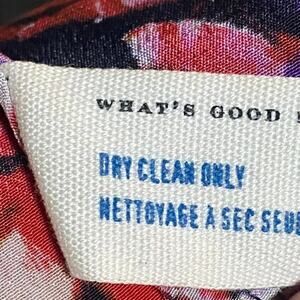 WHAT'S GOOD
DRY CLEAN ONLY
NETTOYAGE À SEC